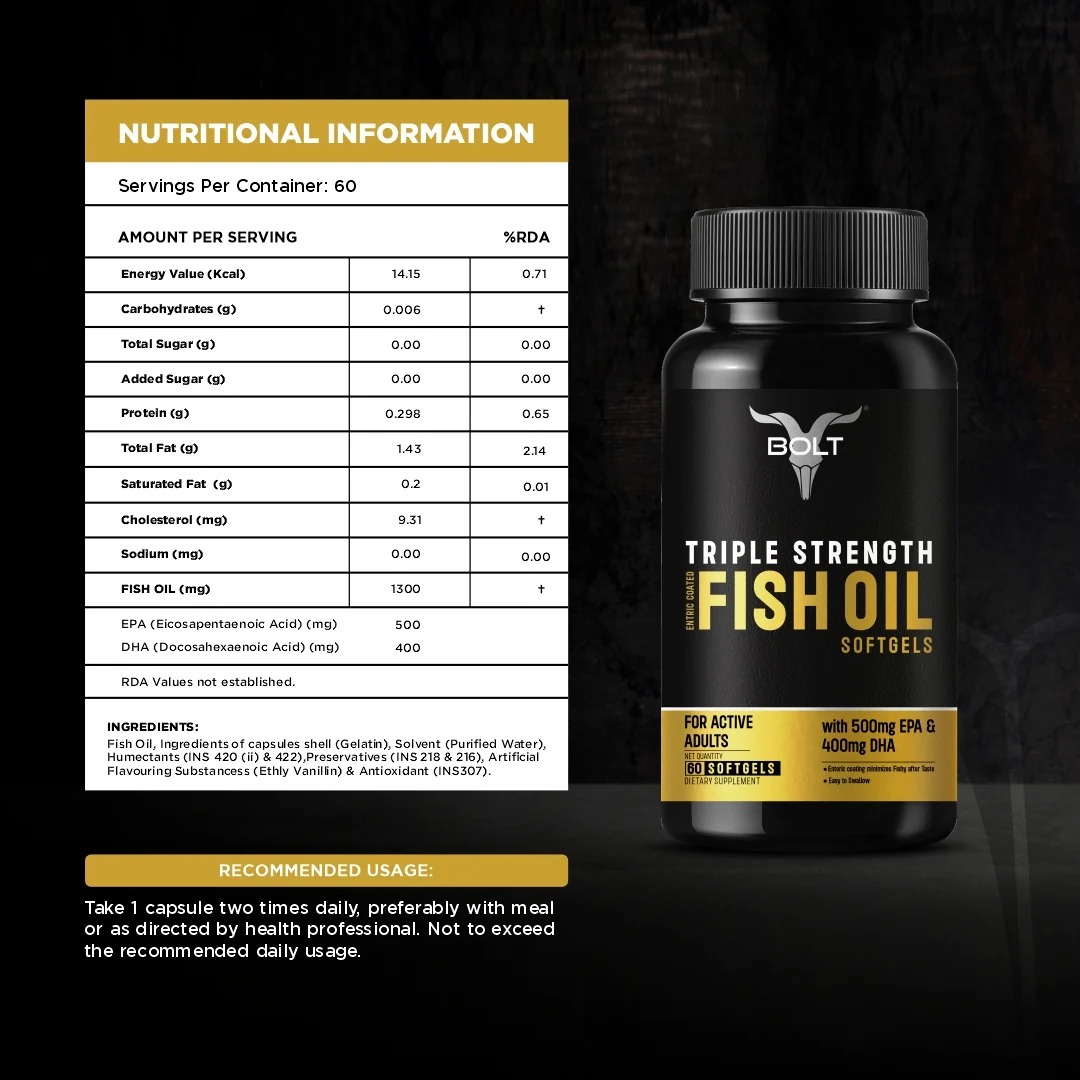 NUTRITIONAL INFORMATION
Servings Per Container: 60
AMOUNT PER SERVING %RDA
Energy Value (Kcal) 14.15 0.71
Carbohydrates (g) 0.006 †
Total Sugar (g) 0.00 0.00
Added Sugar (g) 0.00 0.00
Protein (g) 0.298 0.65
Total Fat (g) 1.43 2.14
Saturated Fat (g) 0.2 0.01
Cholesterol (mg) 9.31 †
Sodium (mg) 0.00 0.00
FISH OIL (mg) 1300 †
EPA (Eicosapentaenoic Acid) (mg) 500
DHA (Docosahexaenoic Acid) (mg) 400
RDA Values not established.
INGREDIENTS:
Fish Oil, Ingredients of capsules shell (Gelatin), Solvent (Purified Water),
Humectants (INS 420 (ii) & 422),Preservatives (INS 218 & 216), Artificial
Flavouring Substancess (Ethly Vanillin) & Antioxidant (INS307).
RECOMMENDED USAGE:
Take 1 capsule two times daily, preferably with meal
or as directed by health professional. Not to exceed
the recommended daily usage.
BOLT
®
TRIPLE STRENGTH
ENTRIC COATED
FISH OIL
SOFTGELS
FOR ACTIVE
ADULTS
NET QUANTITY
60 SOFTGELS
DIETARY SUPPLEMENT
with 500mg EPA &
400mg DHA
• Enteric coating minimizes Fishy after Taste
• Easy to Swallow